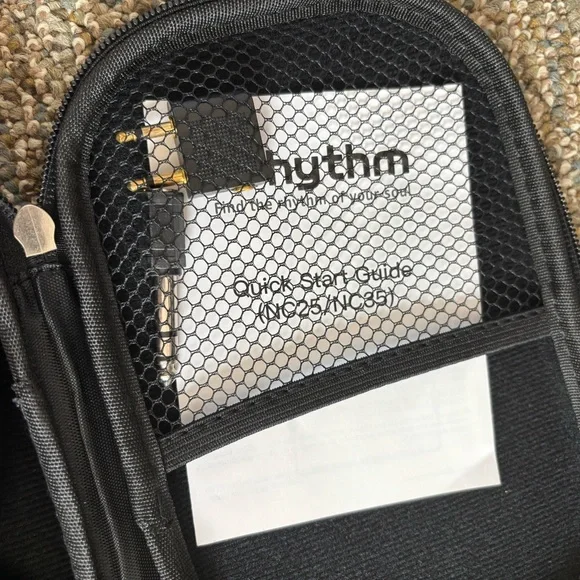 hythm
Find the rhythm of your soul
Quick Start Guide
(NC25/NC35)